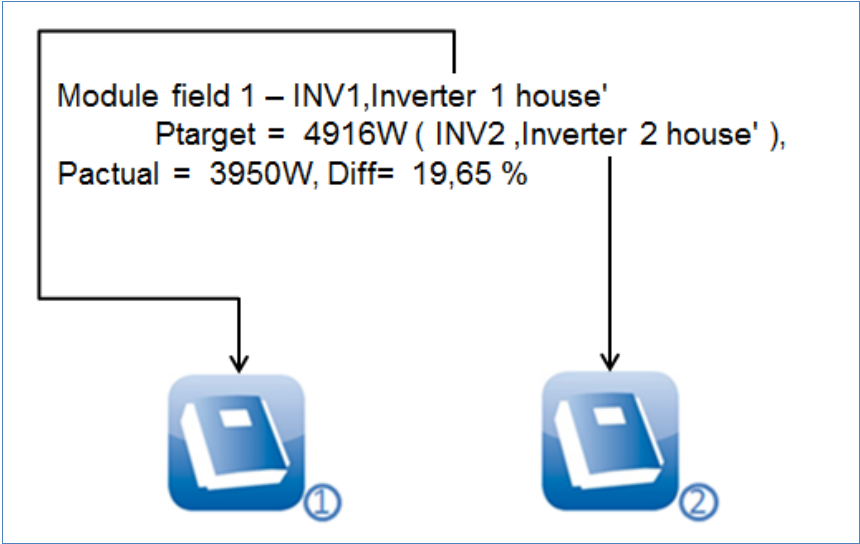 Module field 1 – INV1,Inverter 1 house'
Ptarget = 4916W ( INV2 ,Inverter 2 house' ),
Pactual = 3950W, Diff= 19,65 %
① ②